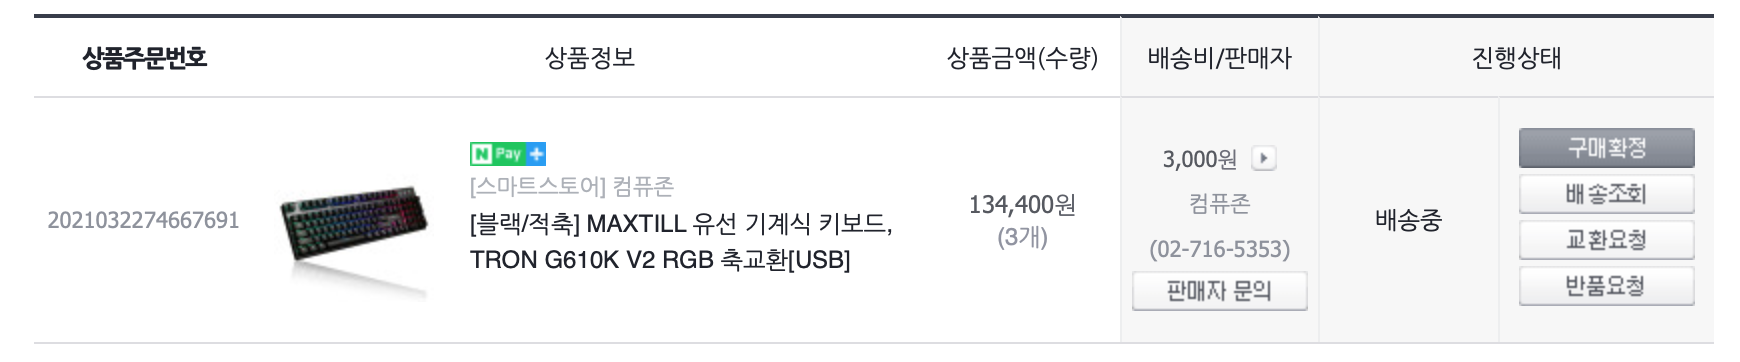 상품주문번호 상품정보 상품금액(수량) 배송비/판매자 진행상태
2021032274667691
N Pay +
[스마트스토어] 컴퓨존
[블랙/적축] MAXTILL 유선 기계식 키보드,
TRON G610K V2 RGB 축교환[USB]
134,400원
(3개)
3,000원
컴퓨존
(02-716-5353)
판매자 문의
배송중
구매확정
배송조회
교환요청
반품요청